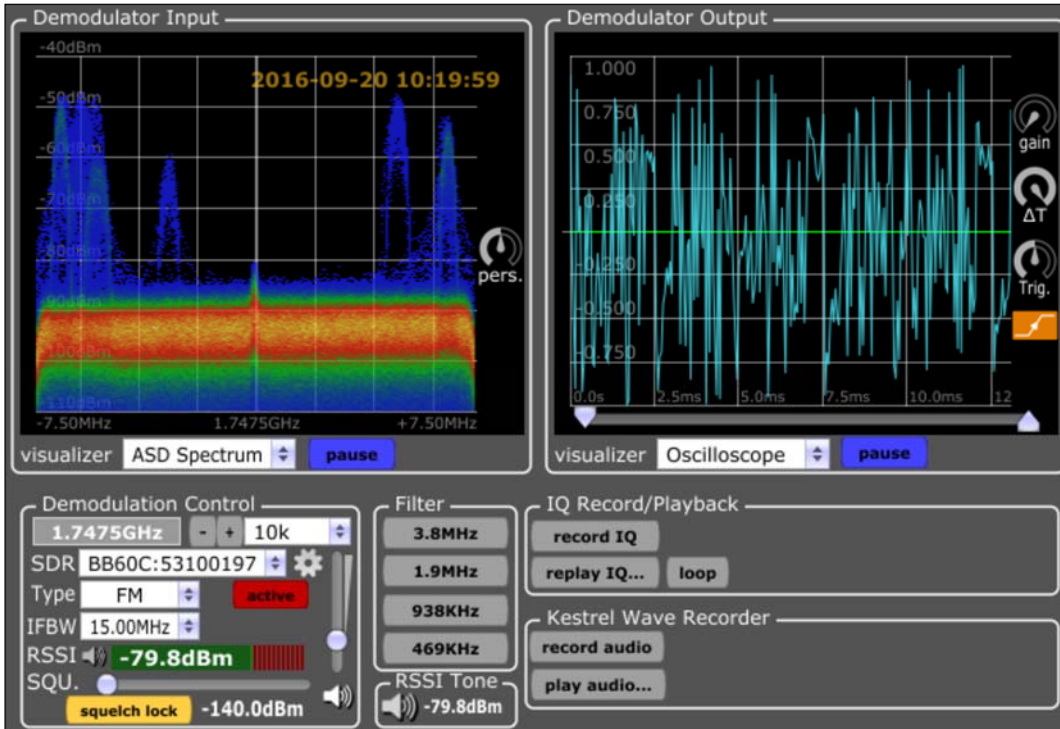 Demodulator Input
-40dBm
2016-09-20 10:19:59
-50dBm
-60dBm
-70dBm
-80dBm
-90dBm
-100dBm
-110dBm
-7.50MHz 1.7475GHz +7.50MHz
pers.
visualizer ASD Spectrum pause
Demodulator Output
1.000
0.750
0.500
0.250
-0.250
-0.500
-0.750
0.0s 2.5ms 5.0ms 7.5ms 10.0ms 12
gain
ΔT
Trig.
visualizer Oscilloscope pause
Demodulation Control
1.7475GHz - + 10k
SDR BB60C:53100197
Type FM active
IFBW 15.00MHz
RSSI -79.8dBm
SQU.
squelch lock -140.0dBm
Filter
3.8MHz
1.9MHz
938KHz
469KHz
RSSI Tone
-79.8dBm
IQ Record/Playback
record IQ
replay IQ... loop
Kestrel Wave Recorder
record audio
play audio...